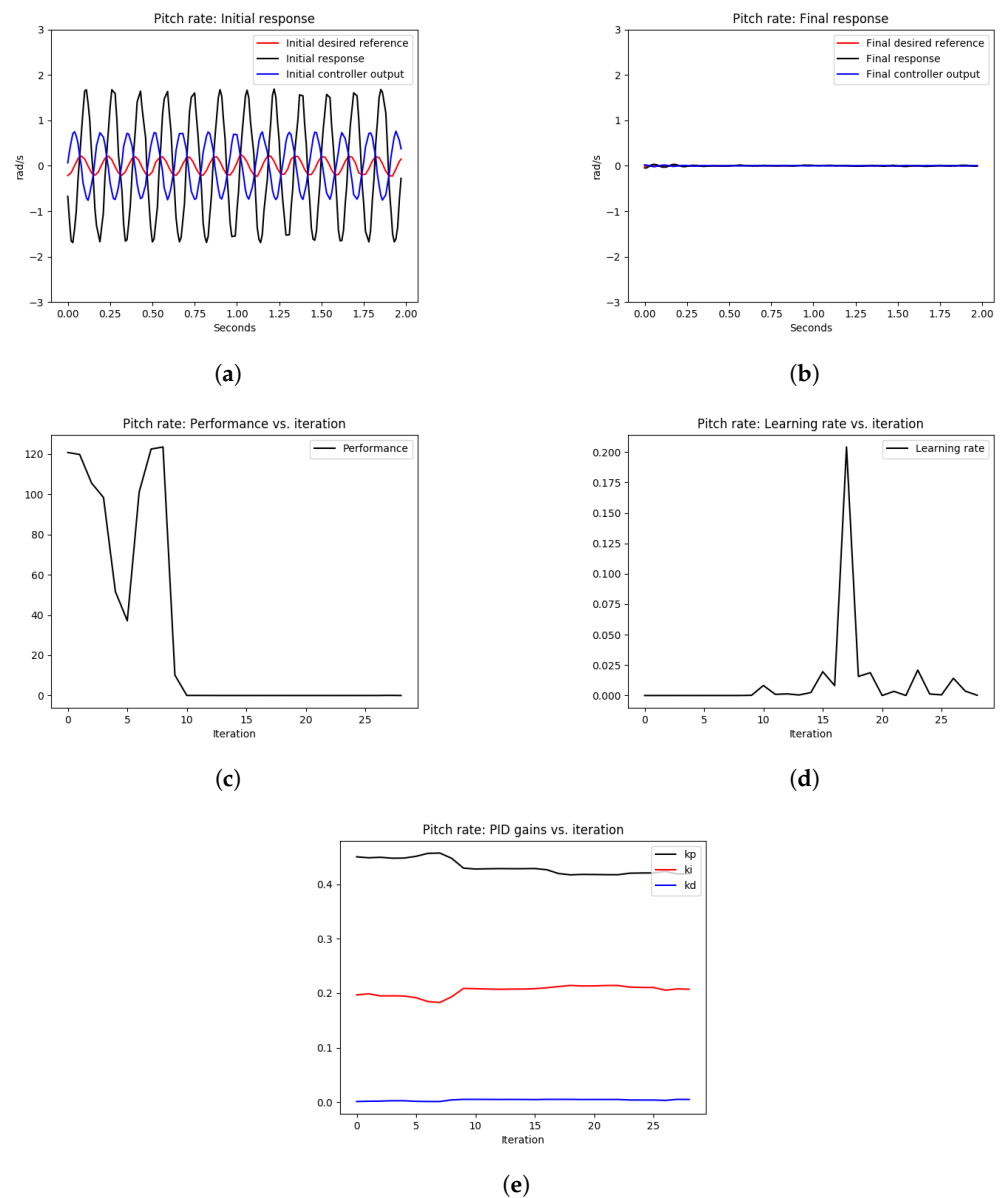 Pitch rate: Initial response
3
2
1
0
−1
−2
−3
rad/s
Initial desired reference
Initial response
Initial controller output
0.00 0.25 0.50 0.75 1.00 1.25 1.50 1.75 2.00
Seconds
(a)
Pitch rate: Final response
3
2
1
0
−1
−2
−3
rad/s
Final desired reference
Final response
Final controller output
0.00 0.25 0.50 0.75 1.00 1.25 1.50 1.75 2.00
Seconds
(b)
Pitch rate: Performance vs. iteration
120
100
80
60
40
20
0
Performance
0 5 10 15 20 25
Iteration
(c)
Pitch rate: Learning rate vs. iteration
0.200
0.175
0.150
0.125
0.100
0.075
0.050
0.025
0.000
Learning rate
0 5 10 15 20 25
Iteration
(d)
Pitch rate: PID gains vs. iteration
0.4
0.3
0.2
0.1
0.0
kp
ki
kd
0 5 10 15 20 25
Iteration
(e)